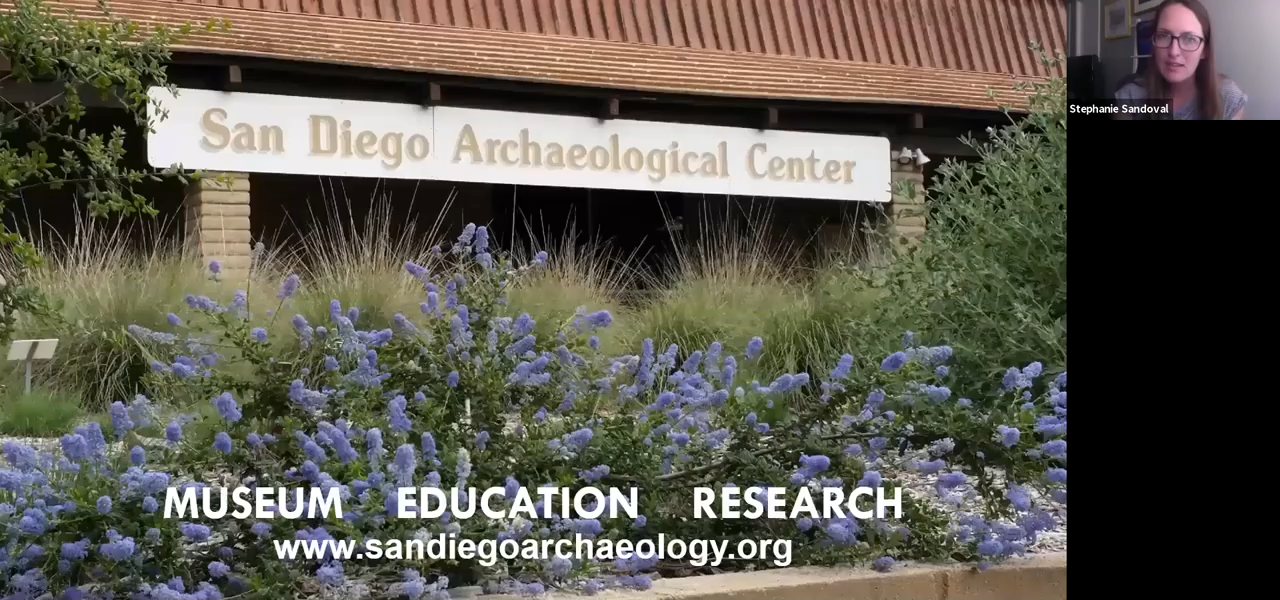 San Diego Archaeological Center
Stephanie Sandoval
MUSEUM EDUCATION RESEARCH
www.sandiegoarchaeology.org